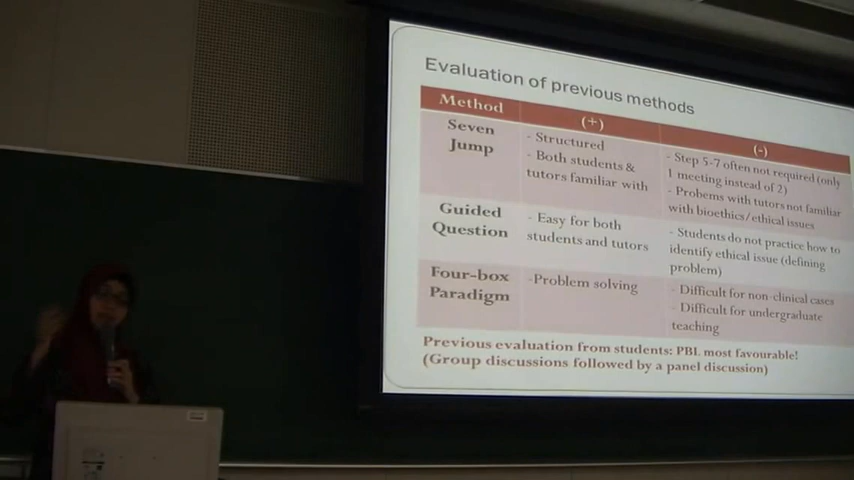 Evaluation of previous methods
Method
(+)
(-)
Seven
Jump
- Structured
- Both students &
tutors familiar with
- Step 5-7 often not required (only
1 meeting instead of 2)
- Probems with tutors not familiar
with bioethics/ethical issues
Guided
Question
- Easy for both
students and tutors
- Students do not practice how to
identify ethical issue (defining
problem)
Four-box
Paradigm
-Problem solving
- Difficult for non-clinical cases
- Difficult for undergraduate
teaching
Previous evaluation from students: PBL most favourable!
(Group discussions followed by a panel discussion)